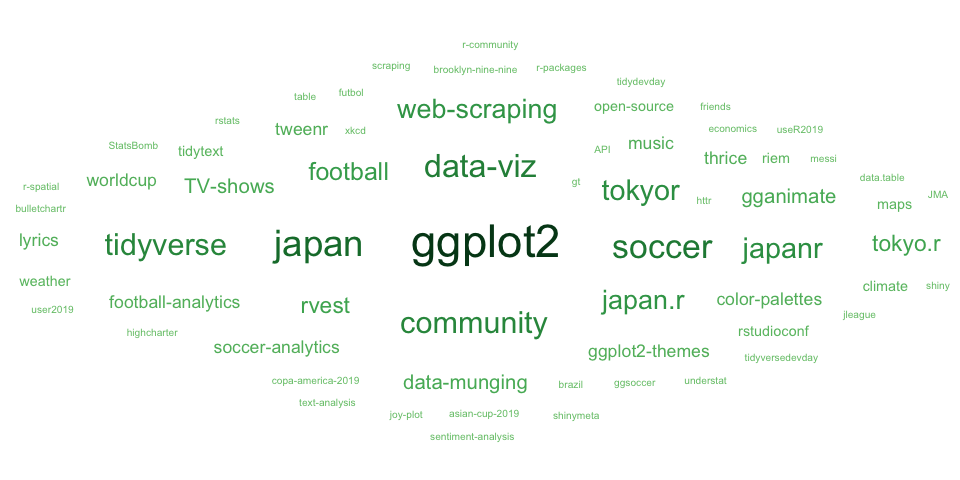 r-community
scraping brooklyn-nine-nine r-packages
tidydevday
table futbol
web-scraping open-source friends
rstats tweenr xkcd economics useR2019
StatsBomb tidytext API music thrice riem messi
football data-viz
r-spatial worldcup TV-shows gt tokyor httr gganimate data.table JMA
bulletchartr maps
lyrics tidyverse japan ggplot2 soccer japanr tokyo.r
weather climate shiny
user2019 football-analytics rvest japan.r color-palettes jleague
highcharter community rstudioconf
soccer-analytics ggplot2-themes tidyversedevday
copa-america-2019 data-munging brazil ggsoccer understat
text-analysis
joy-plot asian-cup-2019 shinymeta
sentiment-analysis